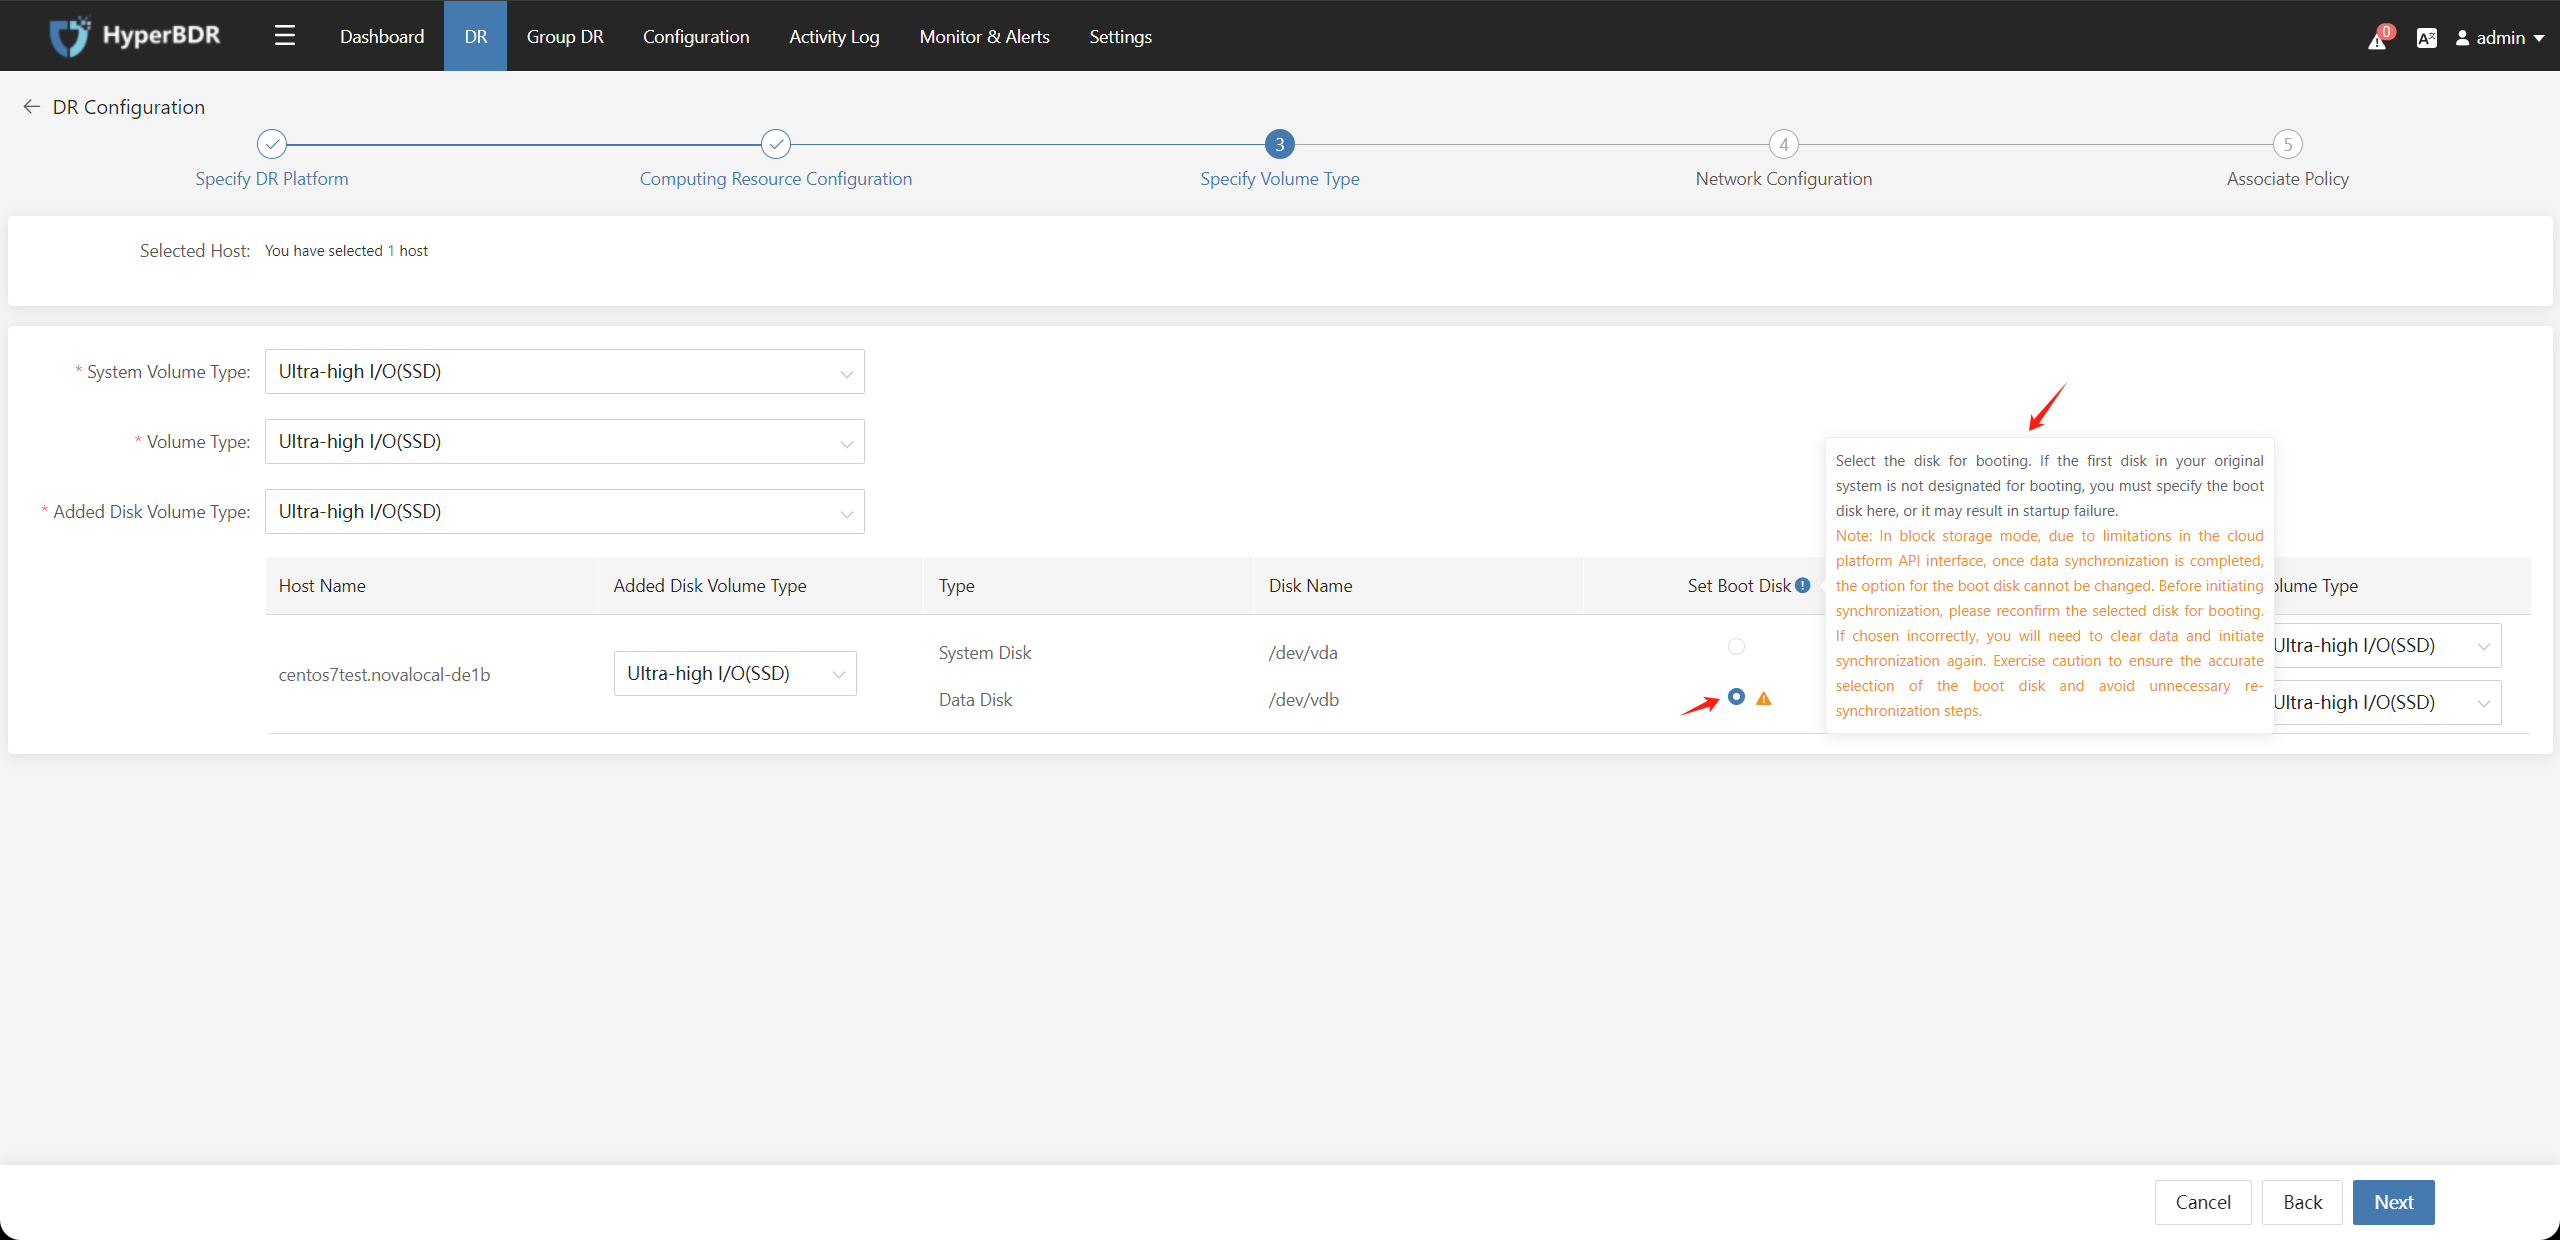 HyperBDR
Dashboard
DR
Group DR
Configuration
Activity Log
Monitor & Alerts
Settings
0
admin
DR Configuration
3
4
5
Specify DR Platform
Computing Resource Configuration
Specify Volume Type
Network Configuration
Associate Policy
Selected Host: You have selected 1 host
* System Volume Type: Ultra-high I/O(SSD)
* Volume Type: Ultra-high I/O(SSD)
* Added Disk Volume Type: Ultra-high I/O(SSD)
Select the disk for booting. If the first disk in your original
system is not designated for booting, you must specify the boot
disk here, or it may result in startup failure.
Note: In block storage mode, due to limitations in the cloud
platform API interface, once data synchronization is completed,
the option for the boot disk cannot be changed. Before initiating
synchronization, please reconfirm the selected disk for booting.
If chosen incorrectly, you will need to clear data and initiate
synchronization again. Exercise caution to ensure the accurate
selection of the boot disk and avoid unnecessary re-
synchronization steps.
Host Name
Added Disk Volume Type
Type
Disk Name
Set Boot Disk
olume Type
centos7test.novalocal-de1b
Ultra-high I/O(SSD)
System Disk
/dev/vda
Ultra-high I/O(SSD)
Data Disk
/dev/vdb
Ultra-high I/O(SSD)
Cancel
Back
Next